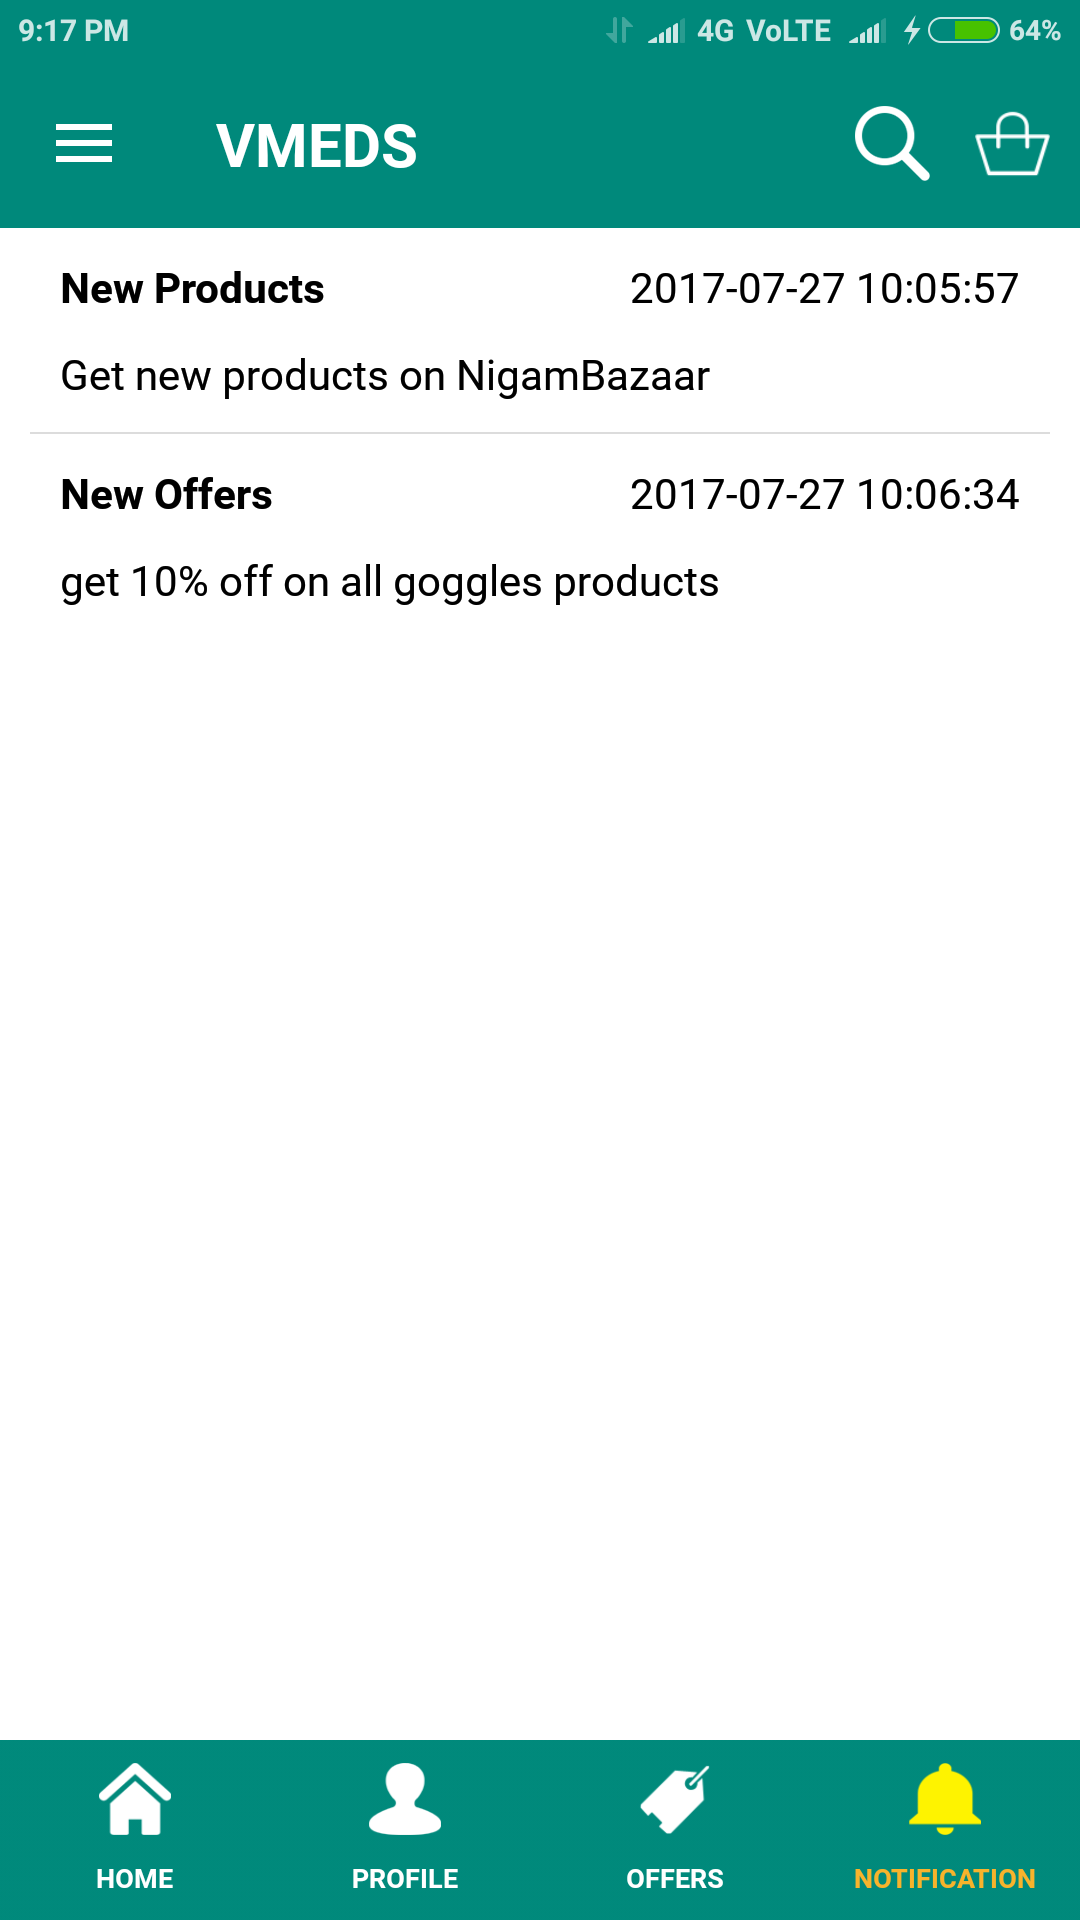 9:17 PM 4G VoLTE 64%
VMEDS
New Products 2017-07-27 10:05:57
Get new products on NigamBazaar
New Offers 2017-07-27 10:06:34
get 10% off on all goggles products
HOME PROFILE OFFERS NOTIFICATION